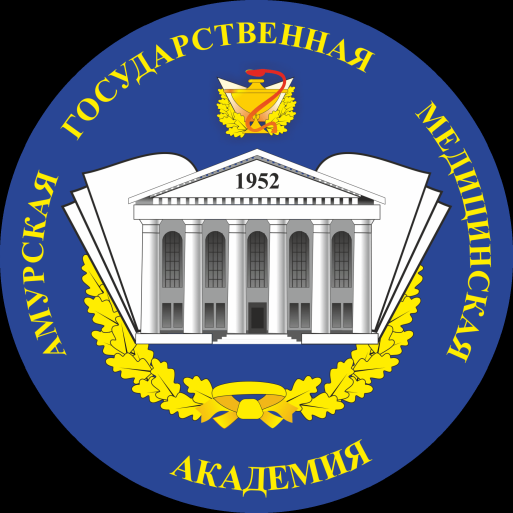 АМУРСКАЯ ГОСУДАРСТВЕННАЯ МЕДИЦИНСКАЯ
АКАДЕМИЯ
1952